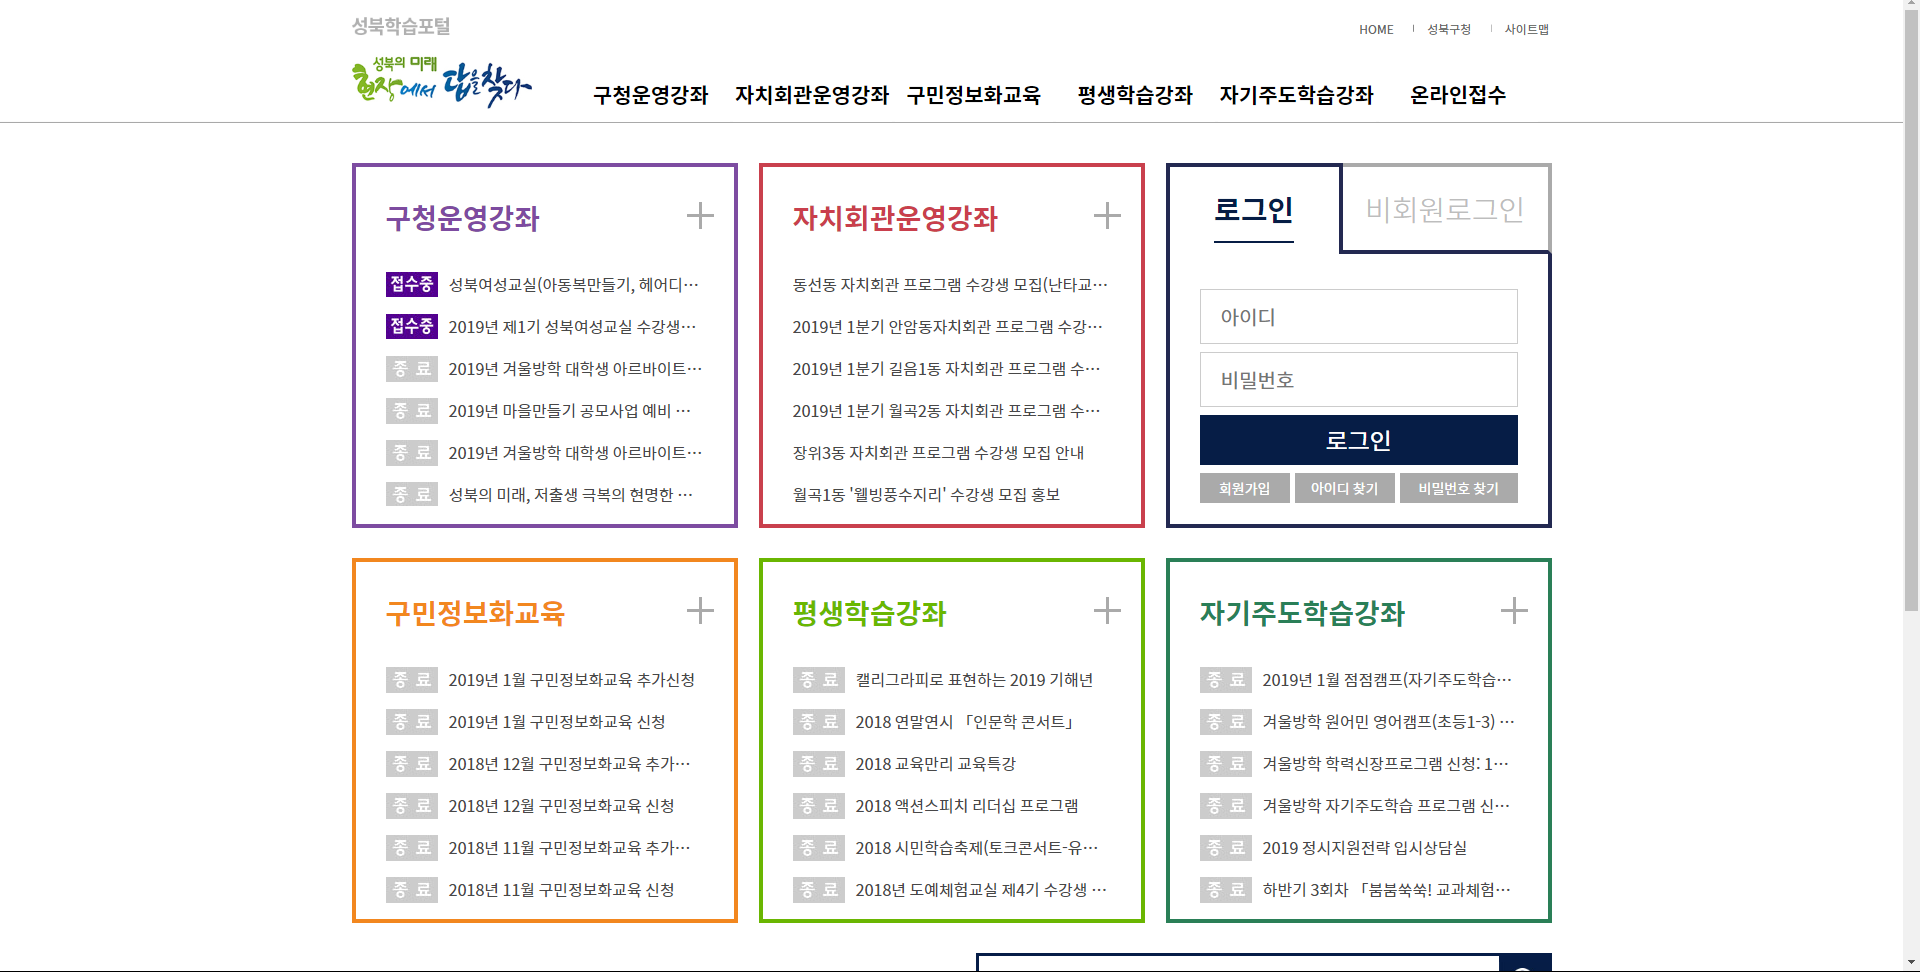 성북학습포털
HOME
성북구청
사이트맵
성북의 미래
현장에서 답을 찾다
구청운영강좌
자치회관운영강좌
구민정보화교육
평생학습강좌
자기주도학습강좌
온라인접수
구청운영강좌
접수중 성북여성교실(아동복만들기, 헤어디…
접수중 2019년 제1기 성북여성교실 수강생…
종 료 2019년 겨울방학 대학생 아르바이트…
종 료 2019년 마을만들기 공모사업 예비 …
종 료 2019년 겨울방학 대학생 아르바이트…
종 료 성북의 미래, 저출생 극복의 현명한 …
자치회관운영강좌
동선동 자치회관 프로그램 수강생 모집(난타교…
2019년 1분기 안암동자치회관 프로그램 수강…
2019년 1분기 길음1동 자치회관 프로그램 수…
2019년 1분기 월곡2동 자치회관 프로그램 수…
장위3동 자치회관 프로그램 수강생 모집 안내
월곡1동 '웰빙풍수지리' 수강생 모집 홍보
로그인
비회원로그인
아이디
비밀번호
로그인
회원가입
아이디 찾기
비밀번호 찾기
구민정보화교육
종 료 2019년 1월 구민정보화교육 추가신청
종 료 2019년 1월 구민정보화교육 신청
종 료 2018년 12월 구민정보화교육 추가…
종 료 2018년 12월 구민정보화교육 신청
종 료 2018년 11월 구민정보화교육 추가…
종 료 2018년 11월 구민정보화교육 신청
평생학습강좌
종 료 캘리그라피로 표현하는 2019 기해년
종 료 2018 연말연시 「인문학 콘서트」
종 료 2018 교육만리 교육특강
종 료 2018 액션스피치 리더십 프로그램
종 료 2018 시민학습축제(토크콘서트-유…
종 료 2018년 도예체험교실 제4기 수강생 …
자기주도학습강좌
종 료 2019년 1월 점점캠프(자기주도학습…
종 료 겨울방학 원어민 영어캠프(초등1-3) …
종 료 겨울방학 학력신장프로그램 신청: 1…
종 료 겨울방학 자기주도학습 프로그램 신…
종 료 2019 정시지원전략 입시상담실
종 료 하반기 3회차 「붐붐쑥쑥! 교과체험…